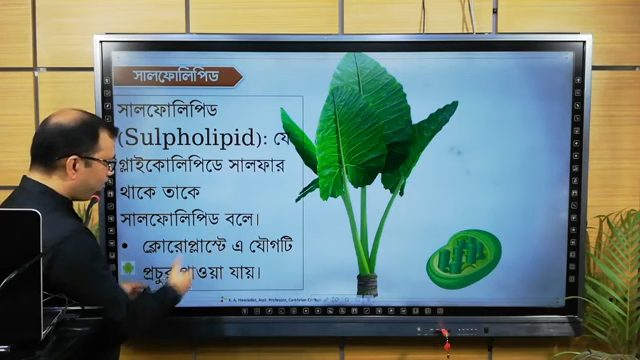 সালফোলিপিড
সালফোলিপিড
(Sulpholipid): যে
গ্লাইকোলিপিডে সালফার
থাকে তাকে
সালফোলিপিড বলে।
• ক্লোরোপ্লাস্টে এ যৌগটি
প্রচুর পাওয়া যায়।